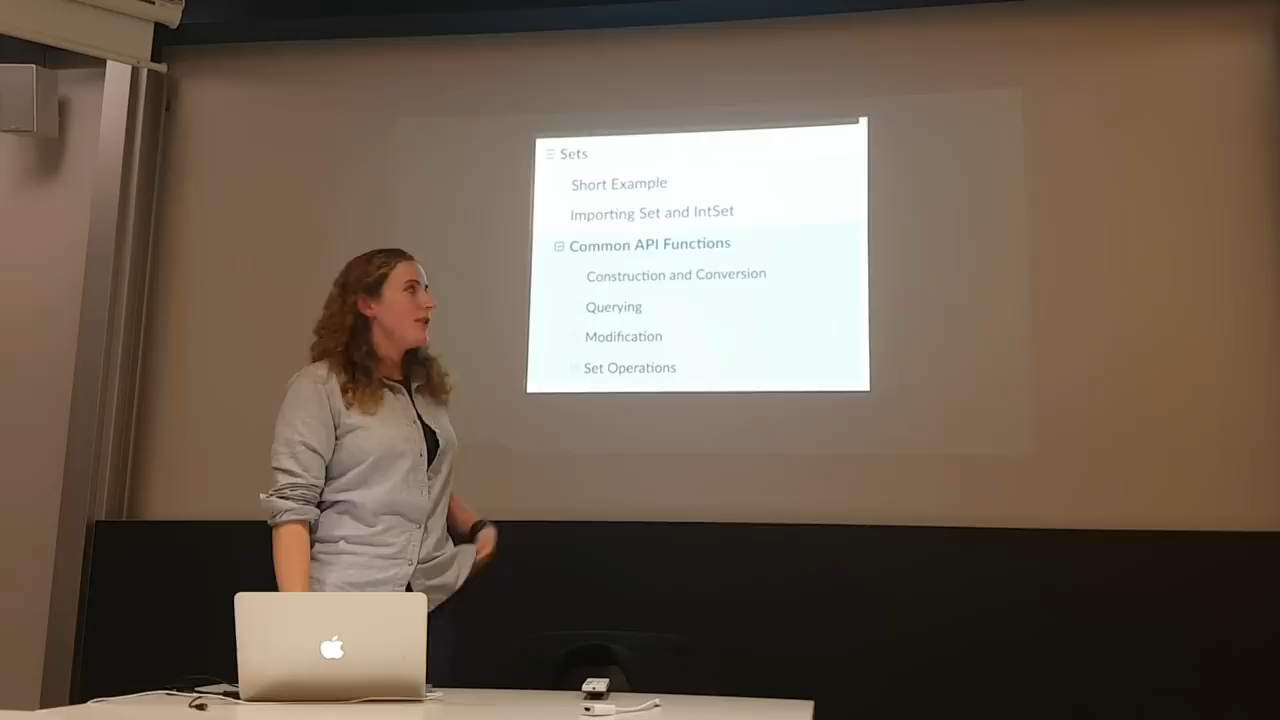 Sets
Short Example
Importing Set and IntSet
Common API Functions
Construction and Conversion
Querying
Modification
Set Operations